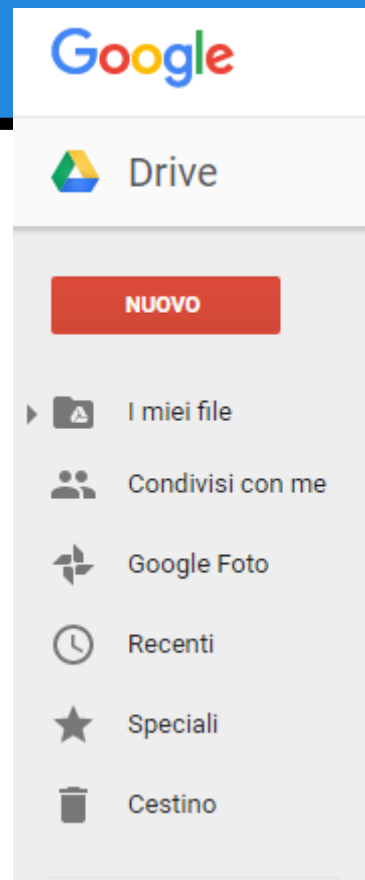 Google
Drive
NUOVO
I miei file
Condivisi con me
Google Foto
Recenti
Speciali
Cestino